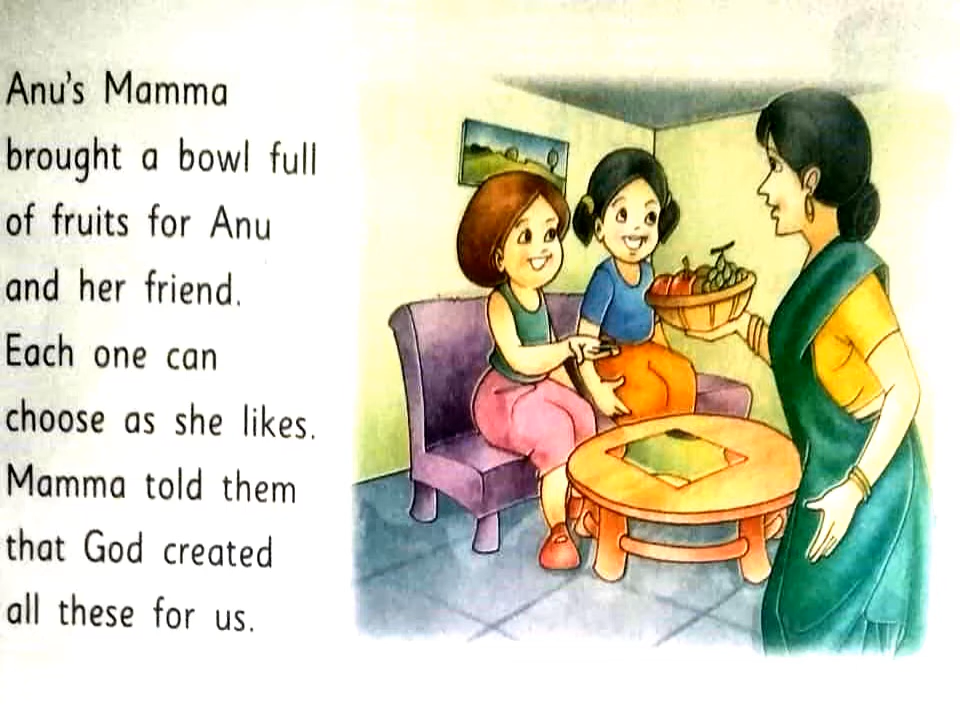 Anu's Mamma
brought a bowl full
of fruits for Anu
and her friend.
Each one can
choose as she likes.
Mamma told them
that God created
all these for us.